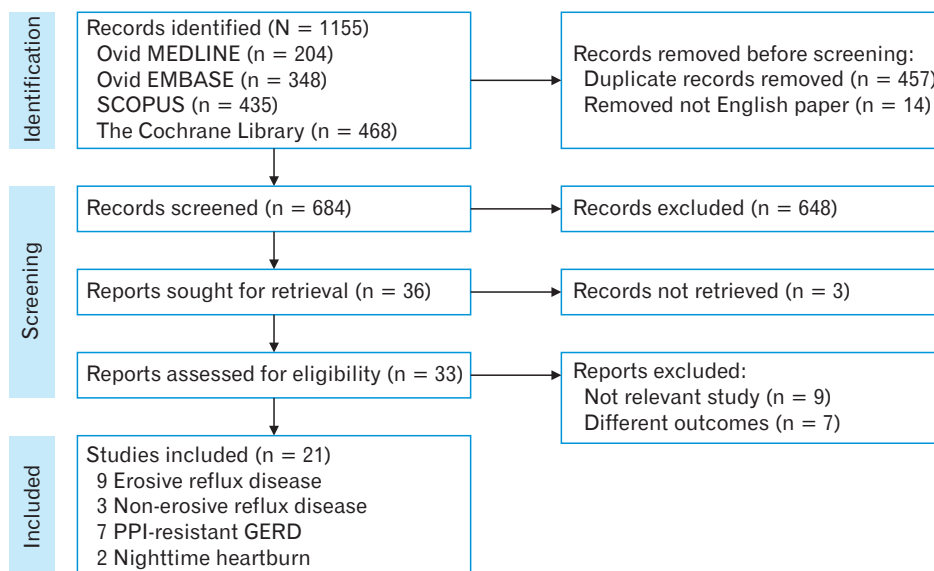 Identification
Records identified (N = 1155)
Ovid MEDLINE (n = 204)
Ovid EMBASE (n = 348)
SCOPUS (n = 435)
The Cochrane Library (n = 468)
Records removed before screening:
Duplicate records removed (n = 457)
Removed not English paper (n = 14)
Screening
Records screened (n = 684)
Records excluded (n = 648)
Reports sought for retrieval (n = 36)
Records not retrieved (n = 3)
Reports assessed for eligibility (n = 33)
Reports excluded:
Not relevant study (n = 9)
Different outcomes (n = 7)
Included
Studies included (n = 21)
9 Erosive reflux disease
3 Non-erosive reflux disease
7 PPI-resistant GERD
2 Nighttime heartburn